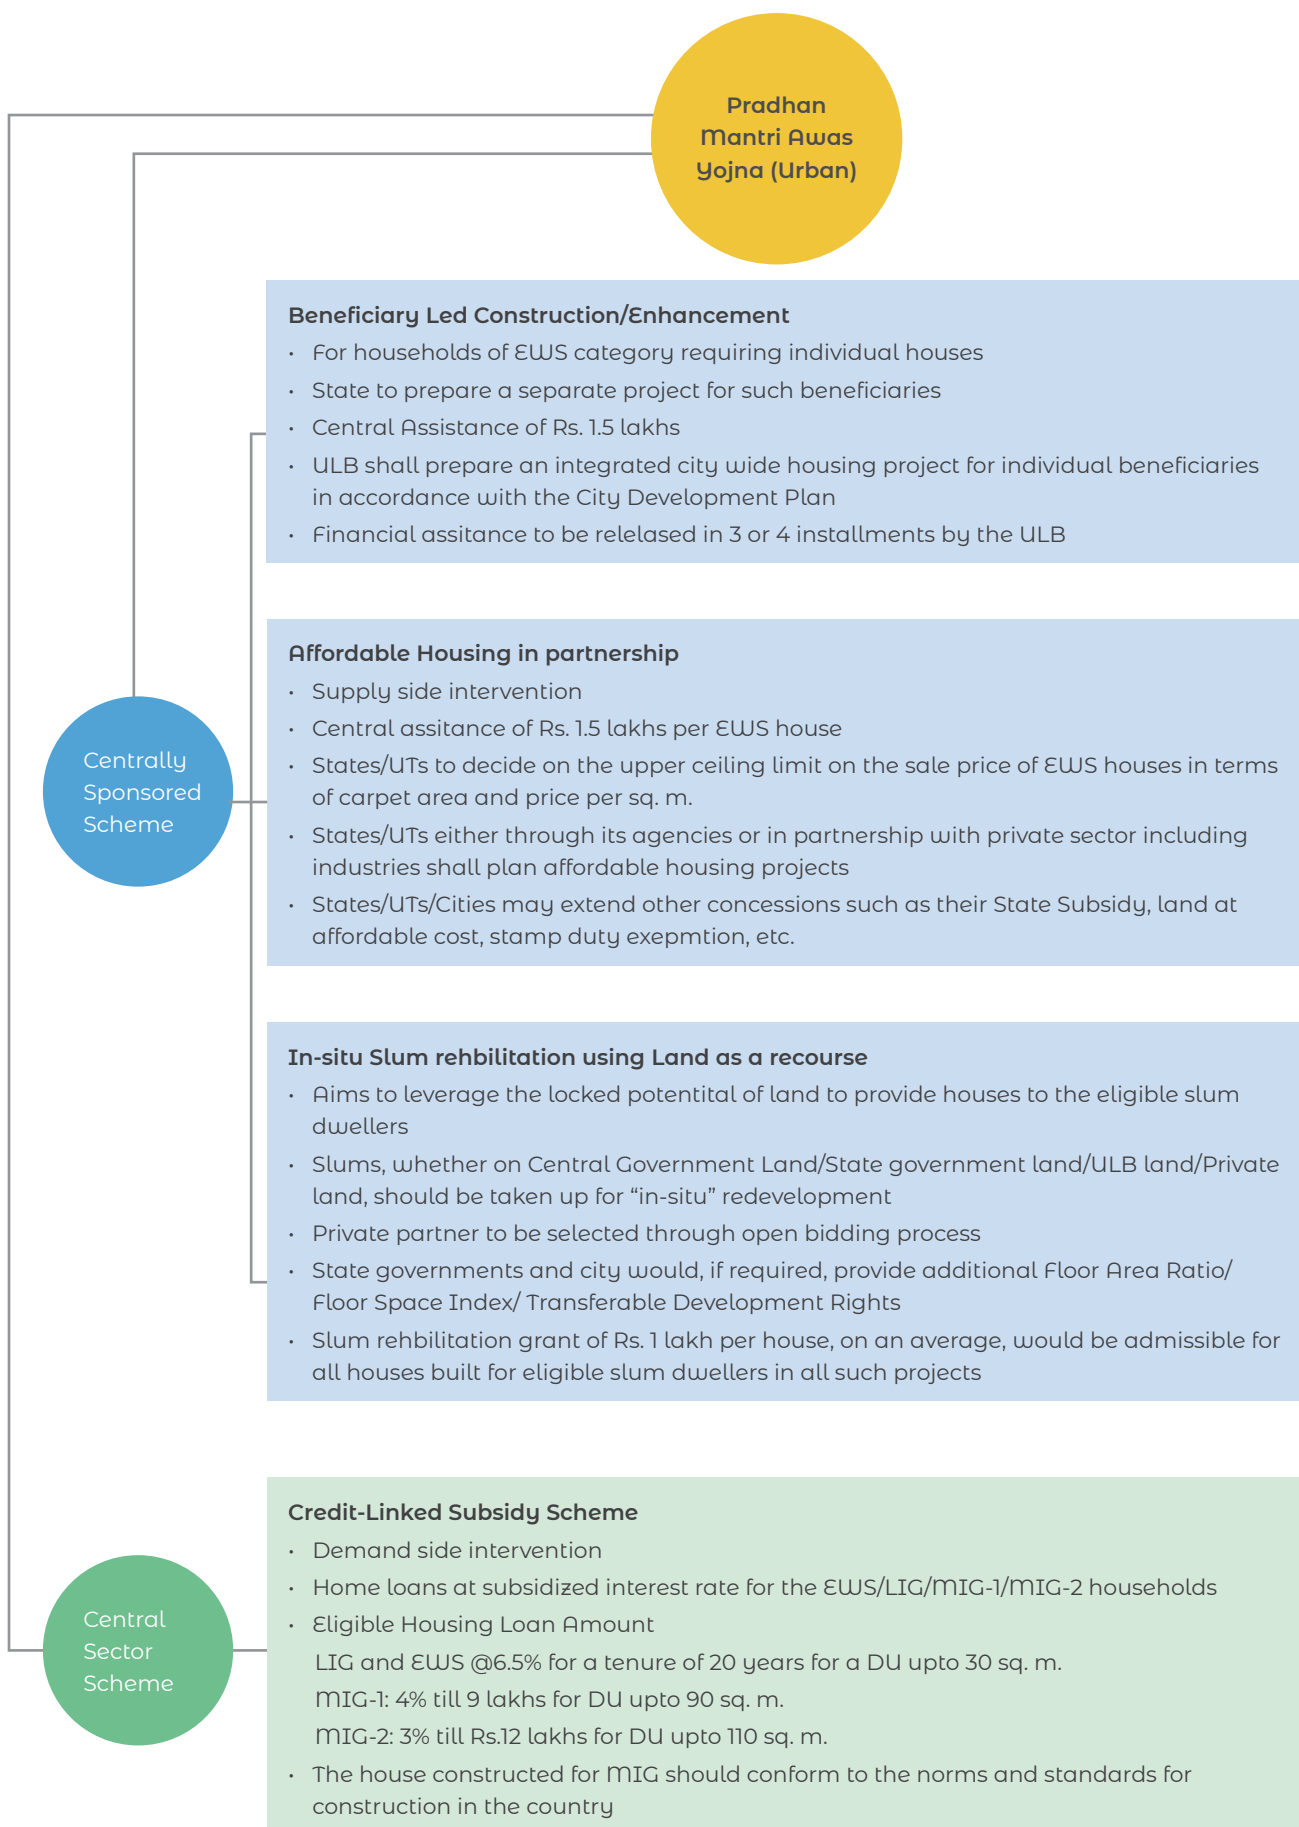 Pradhan
Mantri Awas
Yojna (Urban)
Beneficiary Led Construction/Enhancement
• For households of EWS category requiring individual houses
• State to prepare a separate project for such beneficiaries
• Central Assistance of Rs. 1.5 lakhs
• ULB shall prepare an integrated city wide housing project for individual beneficiaries
in accordance with the City Development Plan
• Financial assitance to be relelased in 3 or 4 installments by the ULB
Affordable Housing in partnership
• Supply side intervention
• Central assitance of Rs. 1.5 lakhs per EWS house
• States/UTs to decide on the upper ceiling limit on the sale price of EWS houses in terms
of carpet area and price per sq. m.
• States/UTs either through its agencies or in partnership with private sector including
industries shall plan affordable housing projects
• States/UTs/Cities may extend other concessions such as their State Subsidy, land at
affordable cost, stamp duty exepmtion, etc.
Centrally
Sponsored
Scheme
In-situ Slum rehbilitation using Land as a recourse
• Aims to leverage the locked potentital of land to provide houses to the eligible slum
dwellers
• Slums, whether on Central Government Land/State government land/ULB land/Private
land, should be taken up for “in-situ” redevelopment
• Private partner to be selected through open bidding process
• State governments and city would, if required, provide additional Floor Area Ratio/
Floor Space Index/ Transferable Development Rights
• Slum rehbilitation grant of Rs. 1 lakh per house, on an average, would be admissible for
all houses built for eligible slum dwellers in all such projects
Credit-Linked Subsidy Scheme
• Demand side intervention
• Home loans at subsidized interest rate for the EWS/LIG/MIG-1/MIG-2 households
• Eligible Housing Loan Amount
LIG and EWS @6.5% for a tenure of 20 years for a DU upto 30 sq. m.
MIG-1: 4% till 9 lakhs for DU upto 90 sq. m.
MIG-2: 3% till Rs.12 lakhs for DU upto 110 sq. m.
• The house constructed for MIG should conform to the norms and standards for
construction in the country
Central
Sector
Scheme